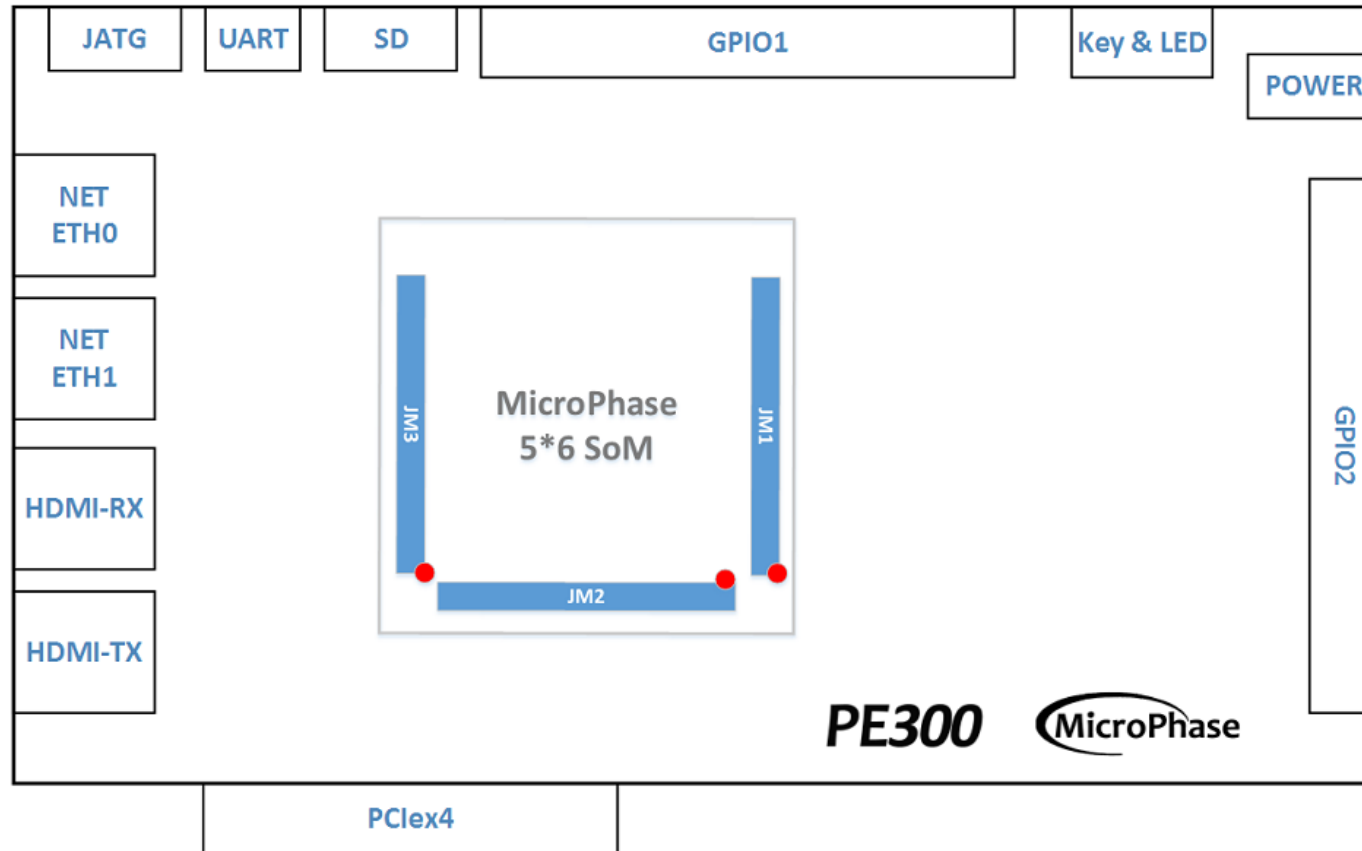 JATG
UART
SD
GPIO1
Key & LED
POWER
NET
ETH0
NET
ETH1
HDMI-RX
HDMI-TX
MicroPhase
5*6 SoM
JM3
JM1
JM2
GPIO2
PE300
MicroPhase
PCIex4